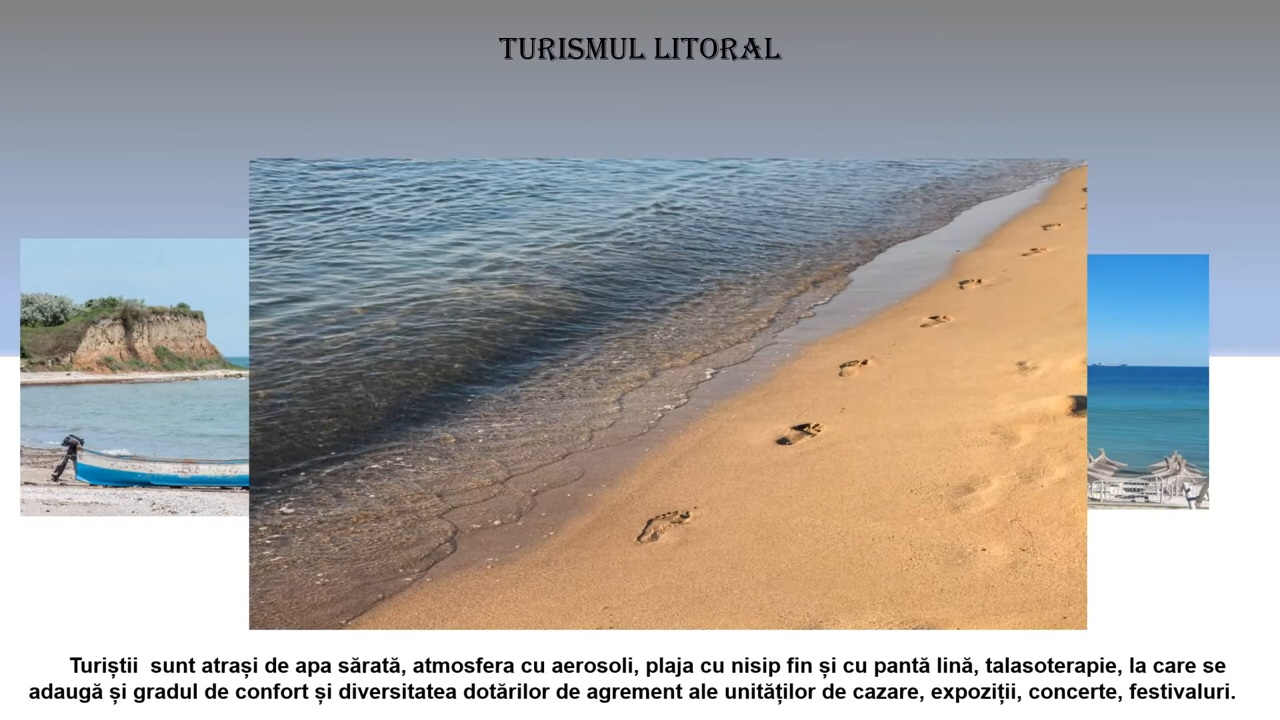 TURISMUL LITORAL
Turiștii sunt atrași de apa sărată, atmosfera cu aerosoli, plaja cu nisip fin și cu pantă lină, talasoterapie, la care se
adaugă și gradul de confort și diversitatea dotărilor de agrement ale unităților de cazare, expoziții, concerte, festivaluri.